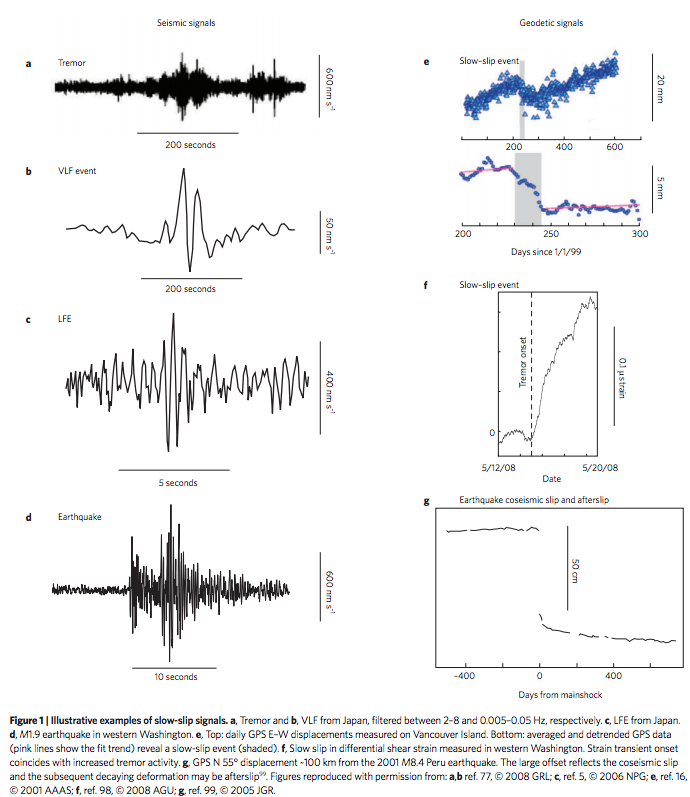 Seismic signals
Geodetic signals
a
Tremor
600 nm s⁻¹
200 seconds
b
VLF event
50 nm s⁻¹
200 seconds
c
LFE
400 nm s⁻¹
5 seconds
d
Earthquake
600 nm s⁻¹
10 seconds
e
Slow–slip event
20 mm
200 400 600
5 mm
200 250 300
Days since 1/1/99
f
Slow–slip event
Tremor onset
0.1 μ strain
0
5/12/08 5/20/08
Date
g
Earthquake coseismic slip and afterslip
50 cm
-400 0 400
Days from mainshock
Figure 1 | Illustrative examples of slow-slip signals. a, Tremor and b, VLF from Japan, filtered between 2–8 and 0.005–0.05 Hz, respectively. c, LFE from Japan.
d, M1.9 earthquake in western Washington. e, Top: daily GPS E–W displacements measured on Vancouver Island. Bottom: averaged and detrended GPS data
(pink lines show the fit trend) reveal a slow-slip event (shaded). f, Slow slip in differential shear strain measured in western Washington. Strain transient onset
coincides with increased tremor activity. g, GPS N 55° displacement ~100 km from the 2001 M8.4 Peru earthquake. The large offset reflects the coseismic slip
and the subsequent decaying deformation may be afterslip⁹⁹. Figures reproduced with permission from: a,b ref. 77, © 2008 GRL; c, ref. 5, © 2006 NPG; e, ref. 16,
© 2001 AAAS; f, ref. 98, © 2008 AGU; g, ref. 99, © 2005 JGR.